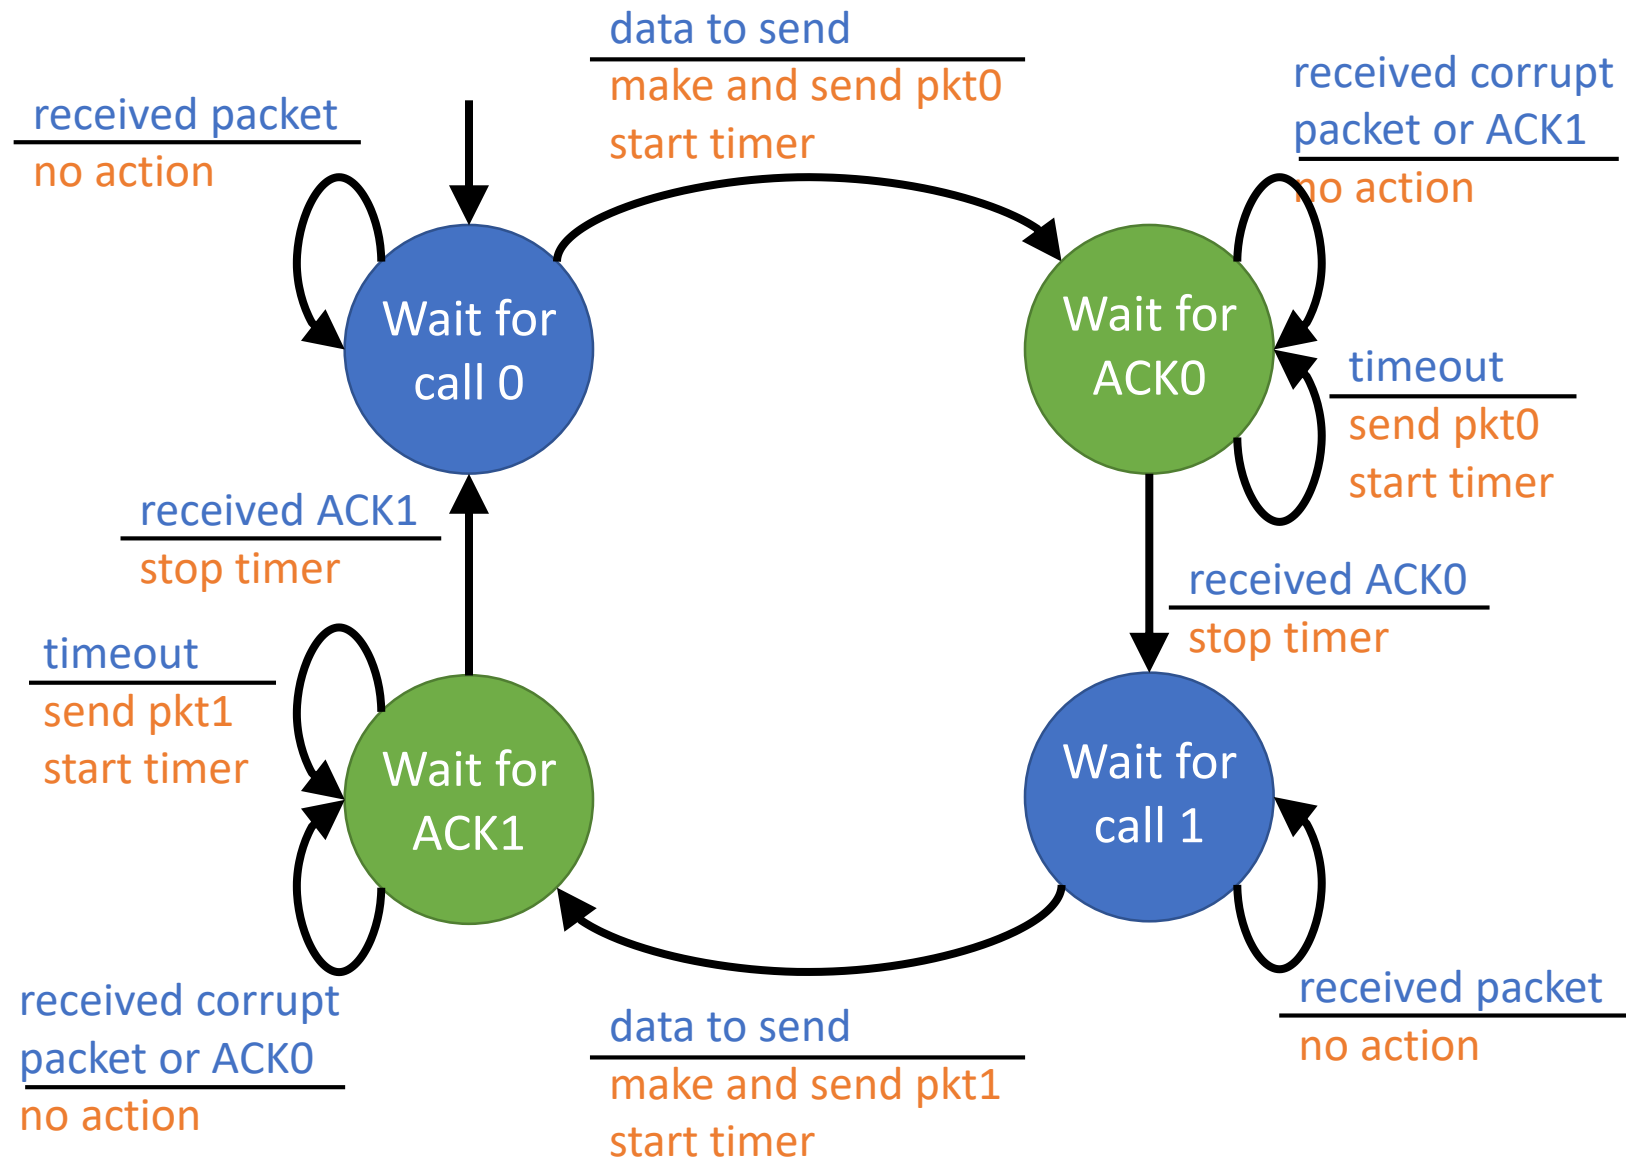 data to send
make and send pkt0
start timer
received packet
no action
received corrupt
packet or ACK1
no action
Wait for
call 0
Wait for
ACK0
timeout
send pkt0
start timer
received ACK1
stop timer
received ACK0
stop timer
timeout
send pkt1
start timer
Wait for
ACK1
Wait for
call 1
received corrupt
packet or ACK0
no action
data to send
make and send pkt1
start timer
received packet
no action